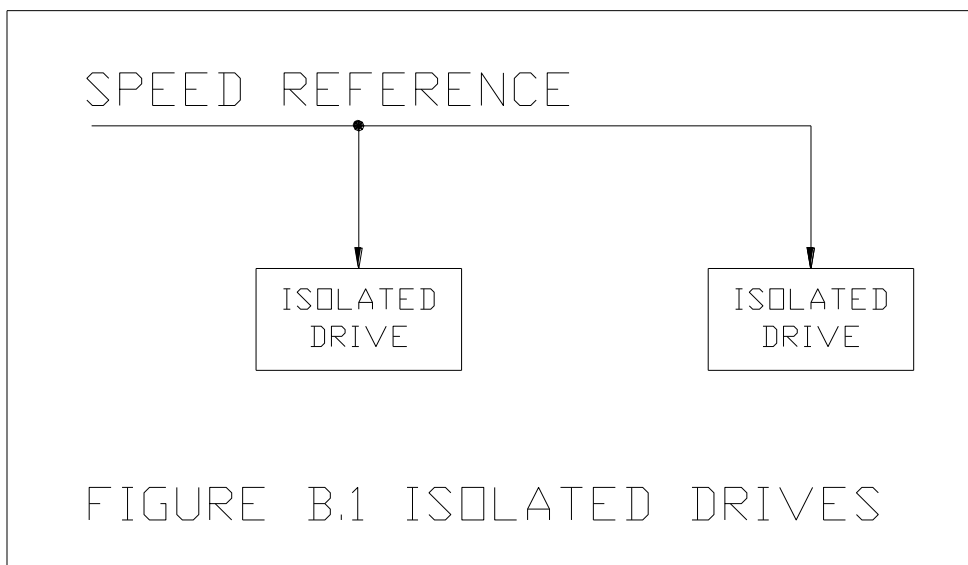 SPEED REFERENCE
ISOLATED
DRIVE
ISOLATED
DRIVE
FIGURE B.1 ISOLATED DRIVES